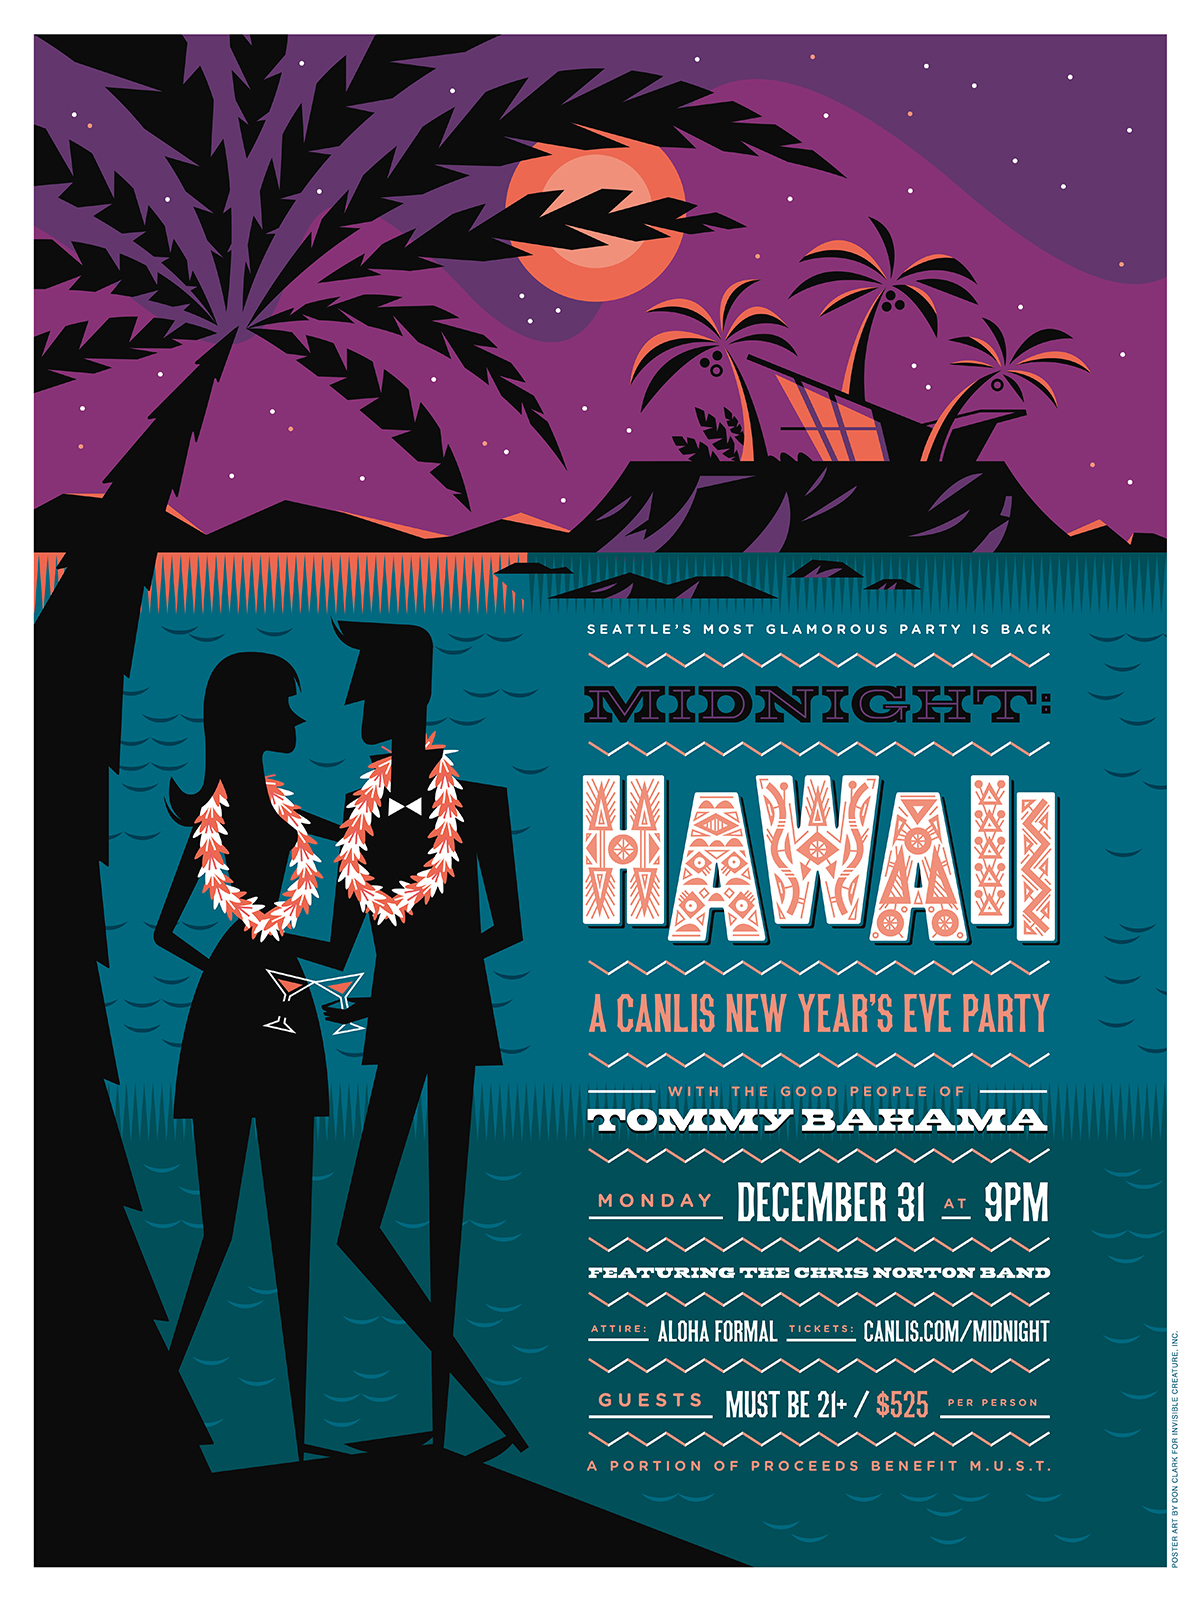 SEATTLE'S MOST GLAMOROUS PARTY IS BACK
MIDNIGHT:
HAWAII
A CANLIS NEW YEAR'S EVE PARTY
WITH THE GOOD PEOPLE OF
TOMMY BAHAMA
MONDAY DECEMBER 31 AT 9PM
FEATURING THE CHRIS NORTON BAND
ATTIRE: ALOHA FORMAL TICKETS: CANLIS.COM/MIDNIGHT
GUESTS MUST BE 21+ / $525 PER PERSON
A PORTION OF PROCEEDS BENEFIT M.U.S.T.
POSTER ART BY DON CLARK FOR INVISIBLE CREATURE, INC.